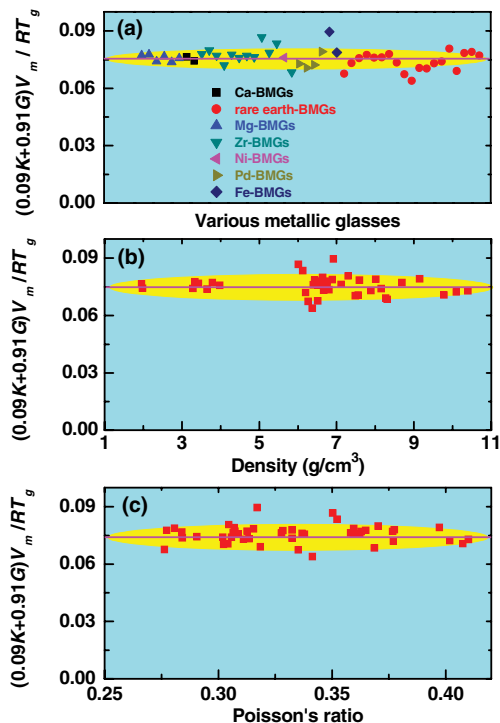 (a)
(0.09K+0.91G)V_m / RT_g
0.09
0.06
0.03
0.00
Ca-BMGs
rare earth-BMGs
Mg-BMGs
Zr-BMGs
Ni-BMGs
Pd-BMGs
Fe-BMGs
Various metallic glasses
(b)
(0.09K+0.91G)V_m /RT_g
0.09
0.06
0.03
0.00
1 3 5 7 9 11
Density (g/cm³)
(c)
(0.09K+0.91G)V_m /RT_g
0.09
0.06
0.03
0.00
0.25 0.30 0.35 0.40
Poisson's ratio